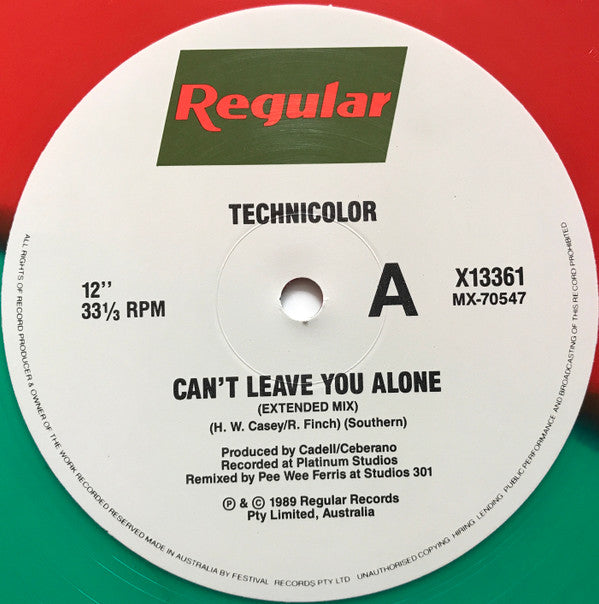 Regular
TECHNICOLOR
12’’
33⅓ RPM
A
X13361
MX-70547
CAN'T LEAVE YOU ALONE
(EXTENDED MIX)
(H. W. Casey/R. Finch) (Southern)
Produced by Cadell/Ceberano
Recorded at Platinum Studios
Remixed by Pee Wee Ferris at Studios 301
℗ & © 1989 Regular Records
Pty Limited, Australia
ALL RIGHTS OF RECORD PRODUCER & OWNER OF THE WORK RECORDED RESERVED MADE IN AUSTRALIA BY FESTIVAL RECORDS PTY LTD UNAUTHORISED COPYING HIRING LENDING PUBLIC PERFORMANCE AND BROADCASTING OF THIS RECORD PROHIBITED